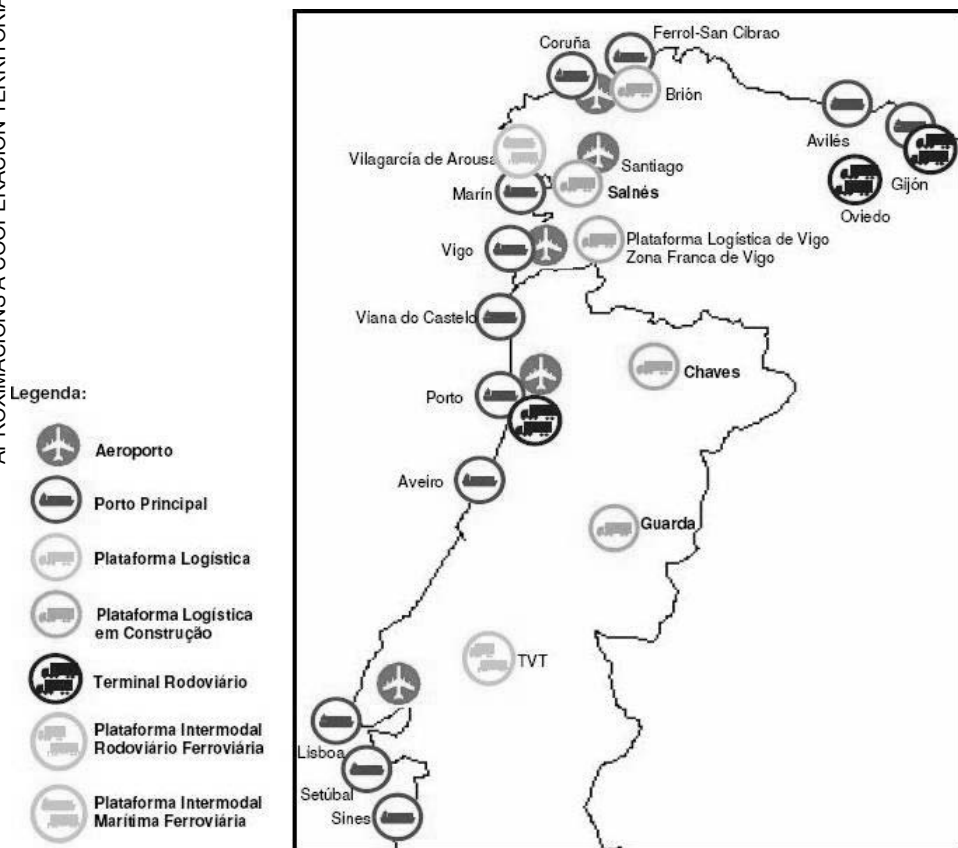 APROXIMACIÓNS Á COOPERACIÓN TERRITORIA
Ferrol-San Cibrao
Coruña
Brión
Avilés
Gijón
Oviedo
Vilagarcía de Arousa
Santiago
Marín
Salnés
Vigo
Plataforma Logística de Vigo
Zona Franca de Vigo
Viana do Castelo
Chaves
Porto
Aveiro
Guarda
TVT
Lisboa
Setúbal
Sines
Legenda:
Aeroporto
Porto Principal
Plataforma Logística
Plataforma Logística
em Construção
Terminal Rodoviário
Plataforma Intermodal
Rodoviário Ferroviária
Plataforma Intermodal
Marítima Ferroviária